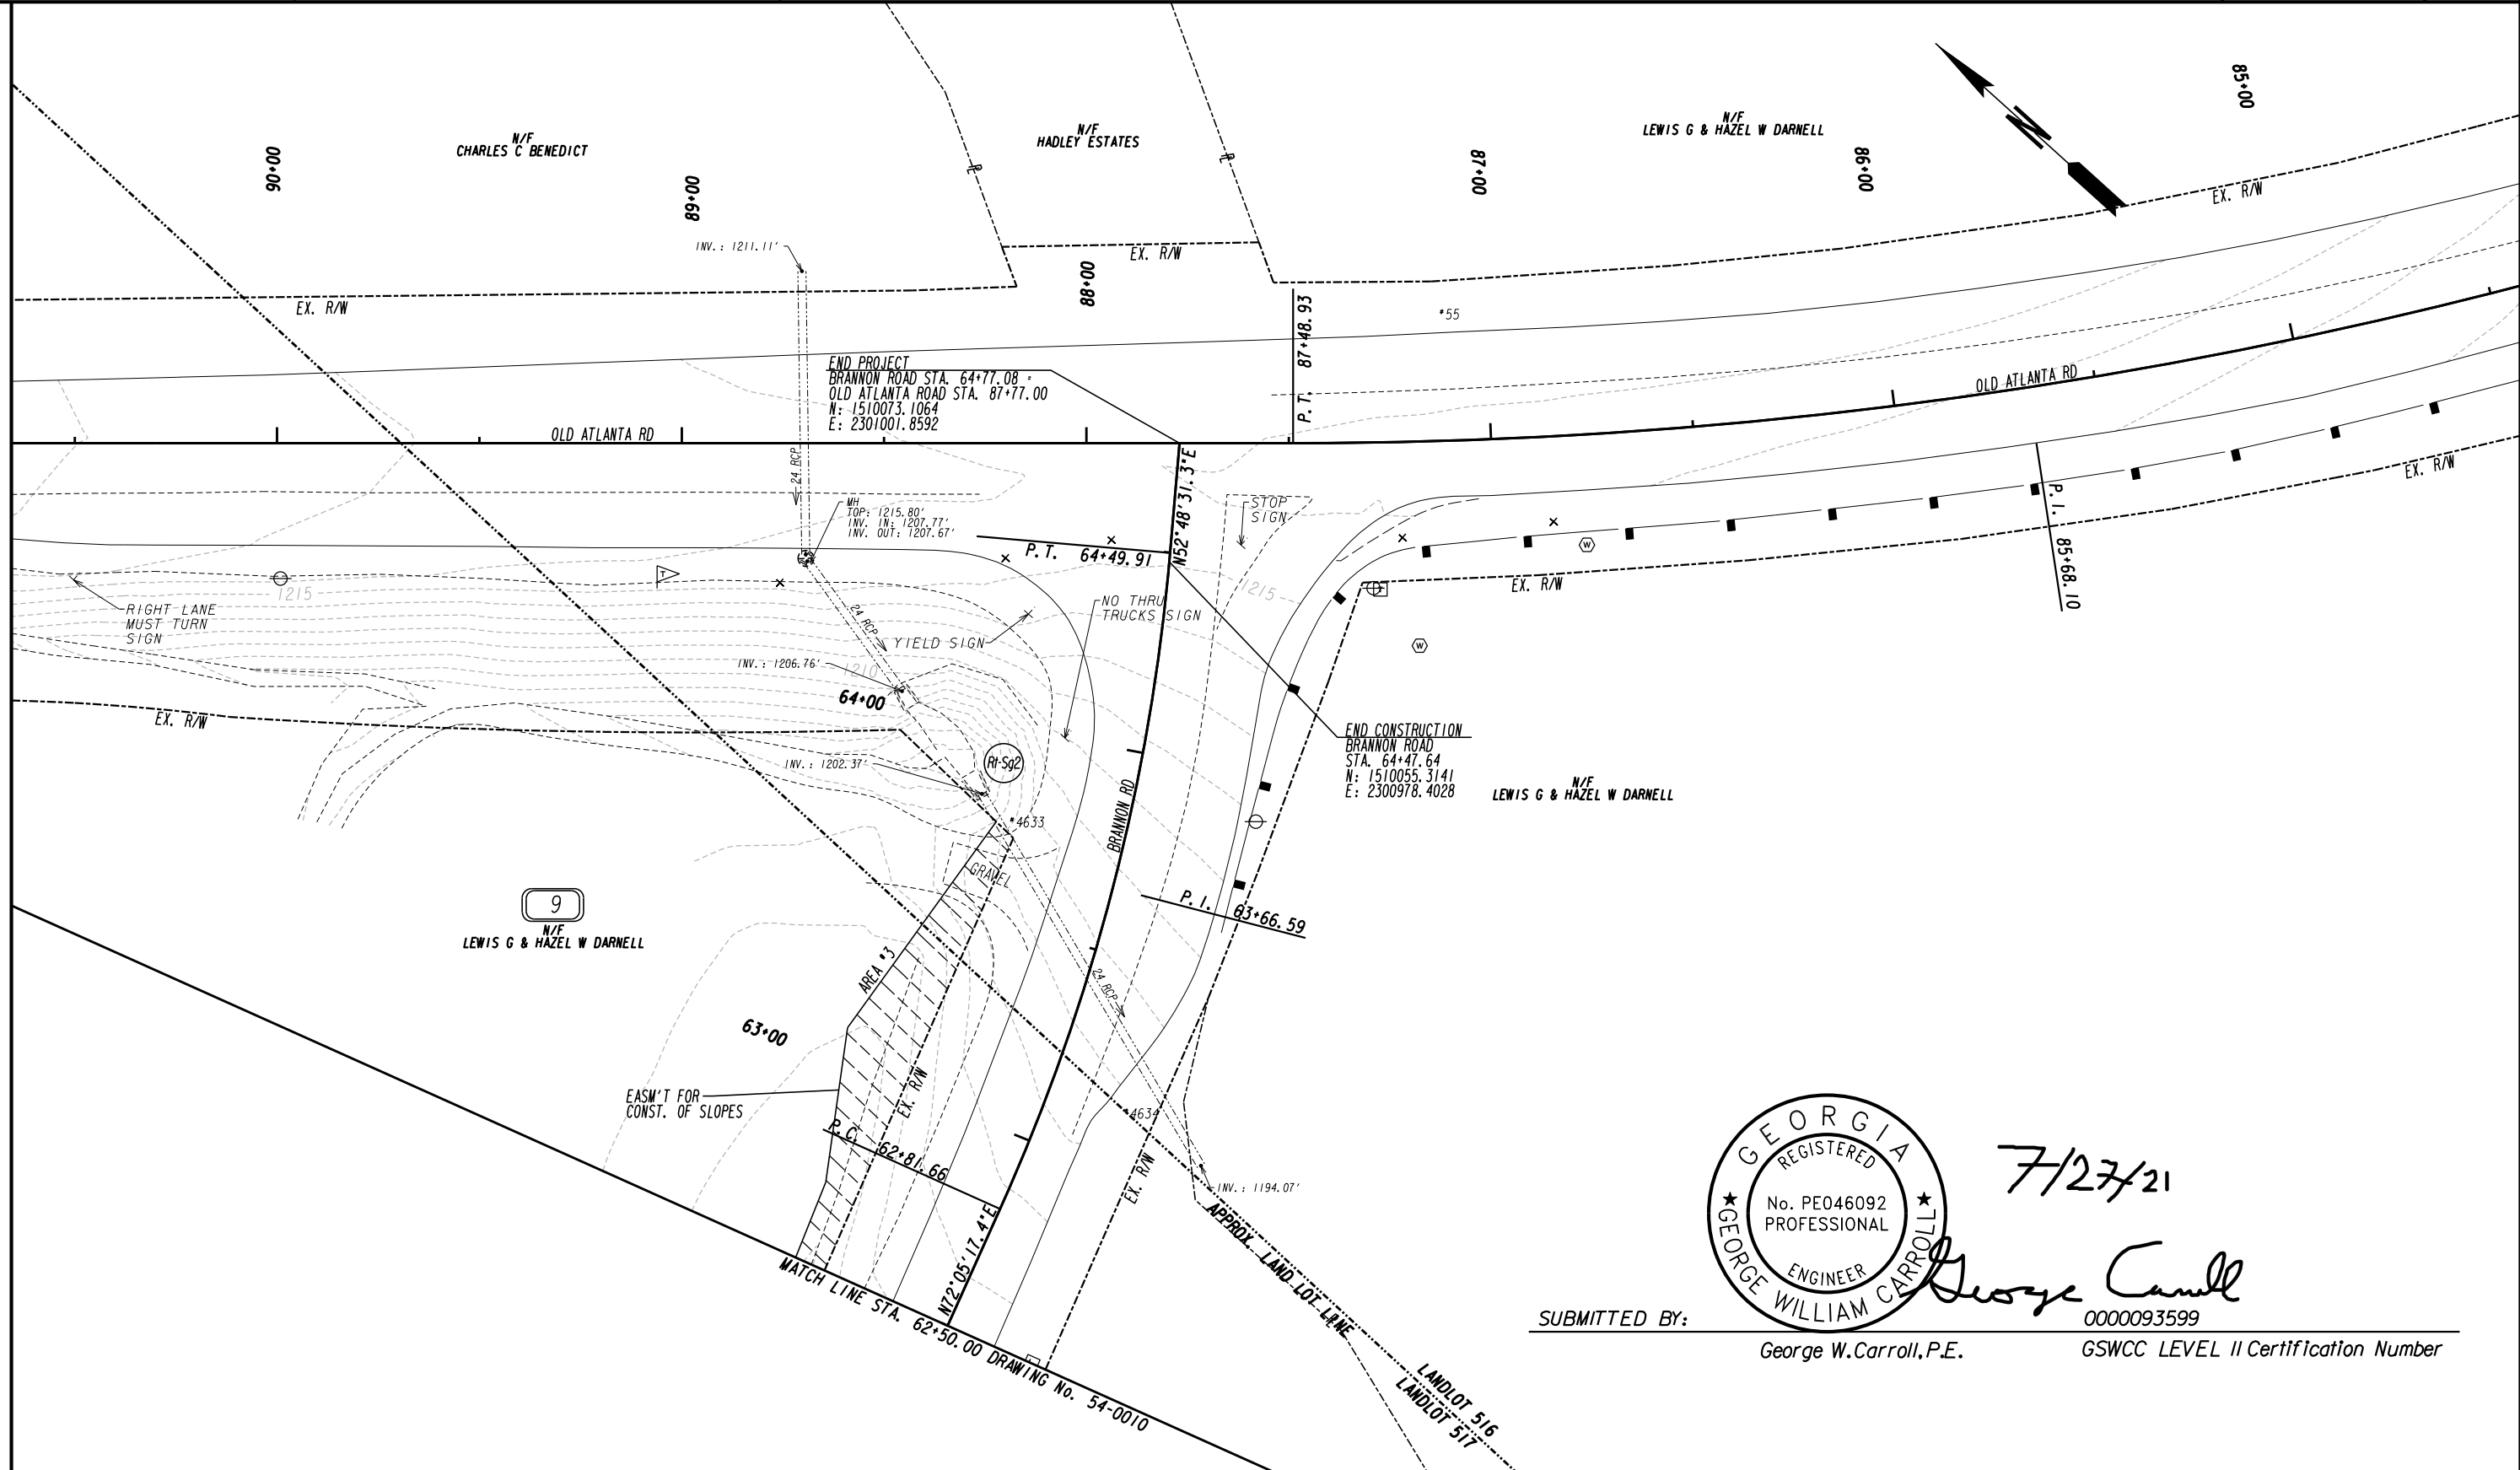 N/F
CHARLES C BENEDICT
N/F
HADLEY ESTATES
N/F
LEWIS G & HAZEL W DARNELL
90+00
89+00
88+00
87+00
86+00
85+00
N
EX. R/W
EX. R/W
EX. R/W
INV.: 1211.11'
P.T. 87+48.93
*55
END PROJECT
BRANNON ROAD STA. 64+77.08 =
OLD ATLANTA ROAD STA. 87+77.00
N: 1510073.1064
E: 2301001.8592
OLD ATLANTA RD
OLD ATLANTA RD
24 RCP
MH
TOP: 1215.80'
INV. IN: 1207.77'
INV. OUT: 1207.67'
N52°48'31.3"E
STOP
SIGN
P.T. 64+49.91
EX. R/W
P.I. 85+68.10
EX. R/W
T
W
W
1215
1215
RIGHT LANE
MUST TURN
SIGN
24 RCP
YIELD SIGN
NO THRU
TRUCKS SIGN
INV.: 1206.76'
1210
64+00
EX. R/W
INV.: 1202.37'
Rt-Sg2
END CONSTRUCTION
BRANNON ROAD
STA. 64+47.64
N: 1510055.3141
E: 2300978.4028
N/F
LEWIS G & HAZEL W DARNELL
BRANNON RD
*4633
GRAVEL
9
N/F
LEWIS G & HAZEL W DARNELL
P.I. 63+66.59
AREA #3
24 RCP
63+00
EASM'T FOR
CONST. OF SLOPES
EX. R/W
*4634
P.C. 62+81.66
EX. R/W
INV.: 1194.07'
N72°05'17.4"E
MATCH LINE STA. 62+50.00 DRAWING No. 54-0010
APPROX. LAND LOT LINE
LANDLOT 516
LANDLOT 517
GEORGIA
REGISTERED
No. PE046092
PROFESSIONAL
ENGINEER
GEORGE WILLIAM CARROLL
7/27/21
George Carroll
SUBMITTED BY:
0000093599
George W. Carroll, P.E.
GSWCC LEVEL II Certification Number